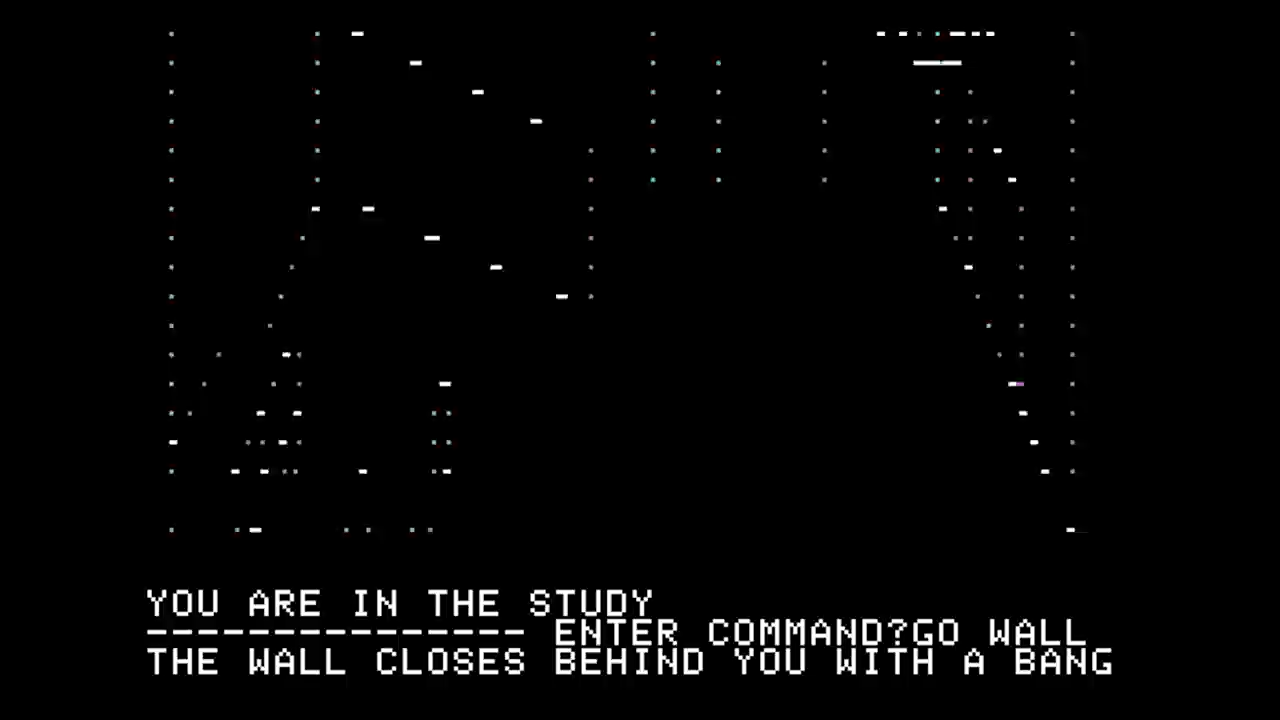 YOU ARE IN THE STUDY
--------------- ENTER COMMAND?GO WALL
THE WALL CLOSES BEHIND YOU WITH A BANG